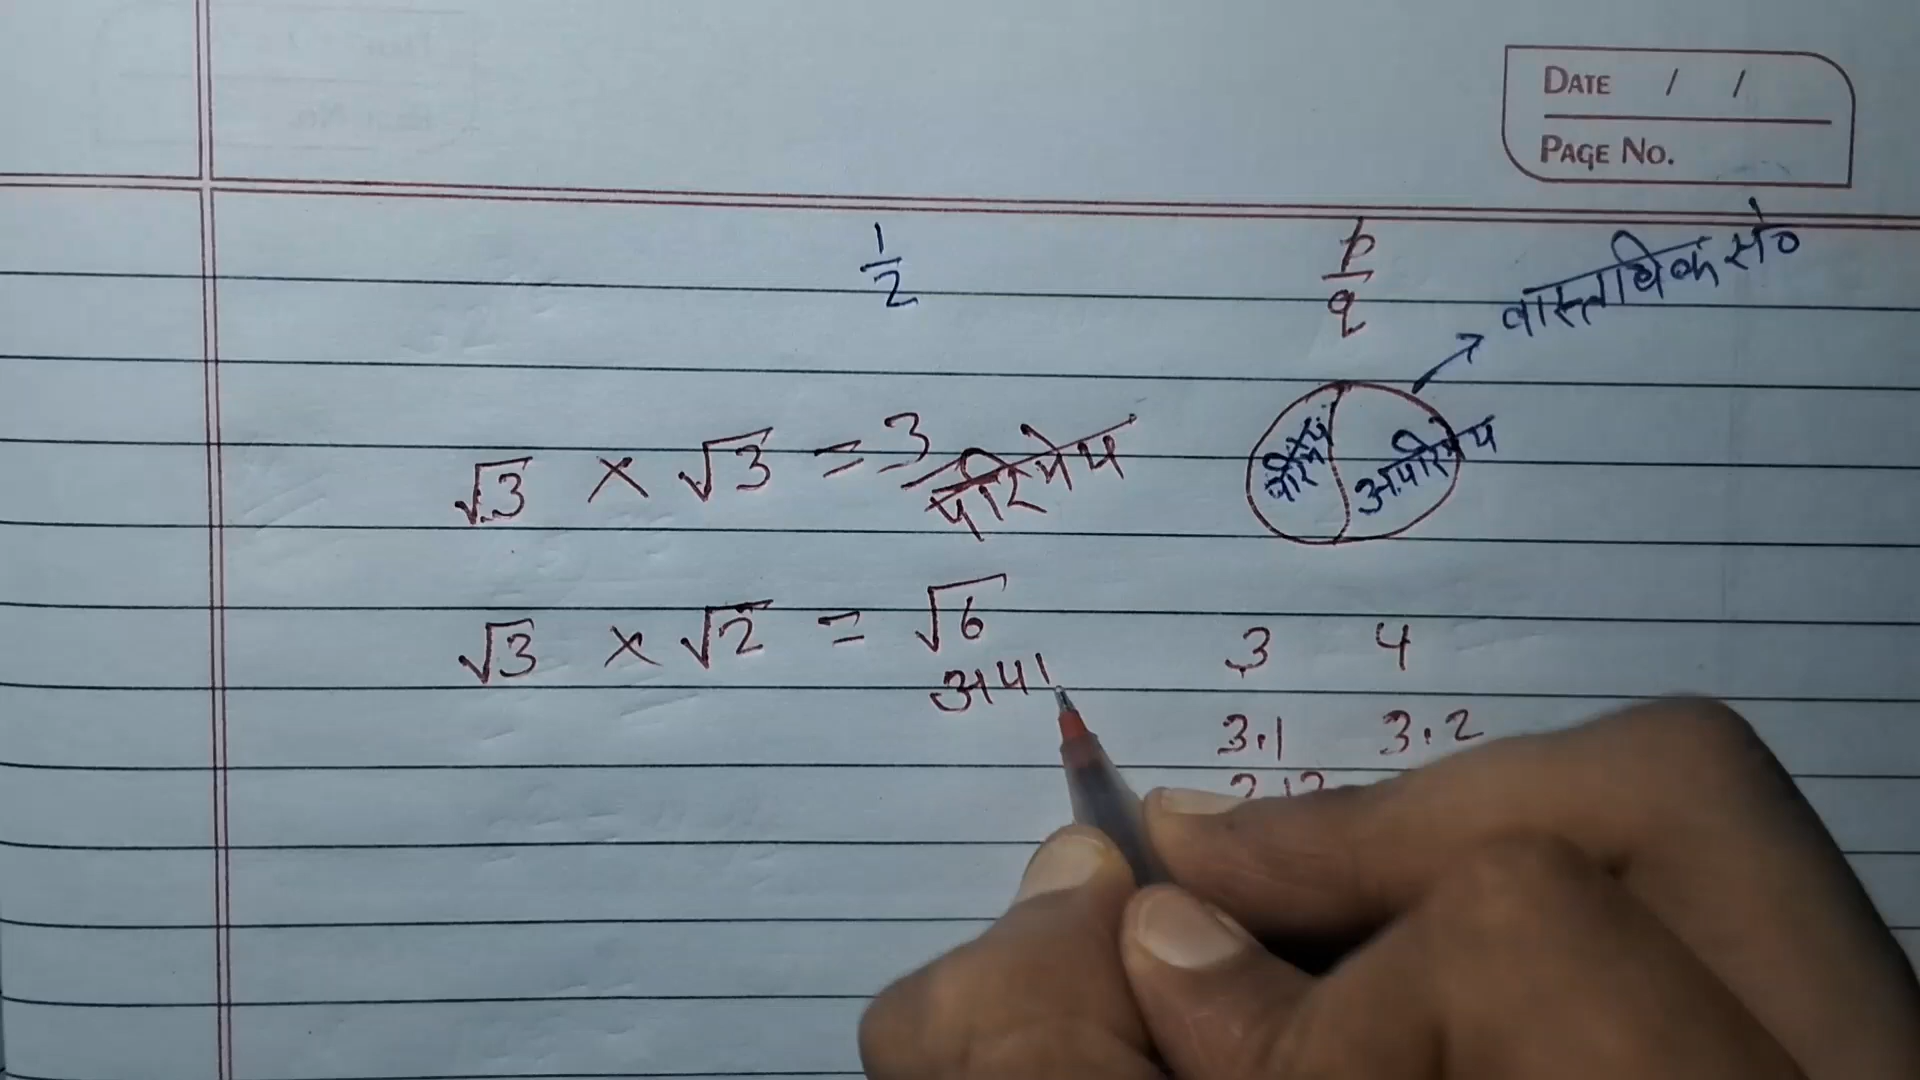 DATE / /
PAGE No.
1/2
p/q
वास्तविक सं०
√3 × √3 = 3
परिमेय
परिमेय अपरिमेय
√3 × √2 = √6
3 4
3.1 3.2